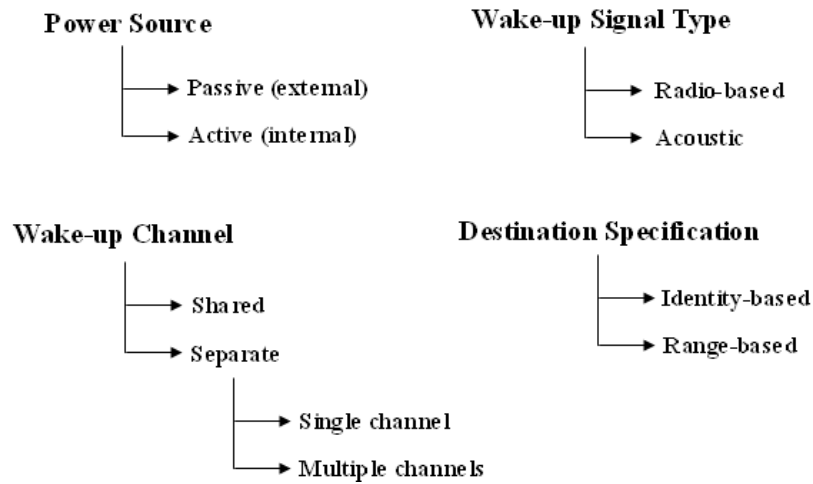 Power Source
Passive (external)
Active (internal)
Wake-up Signal Type
Radio-based
Acoustic
Wake-up Channel
Shared
Separate
Single channel
Multiple channels
Destination Specification
Identity-based
Range-based